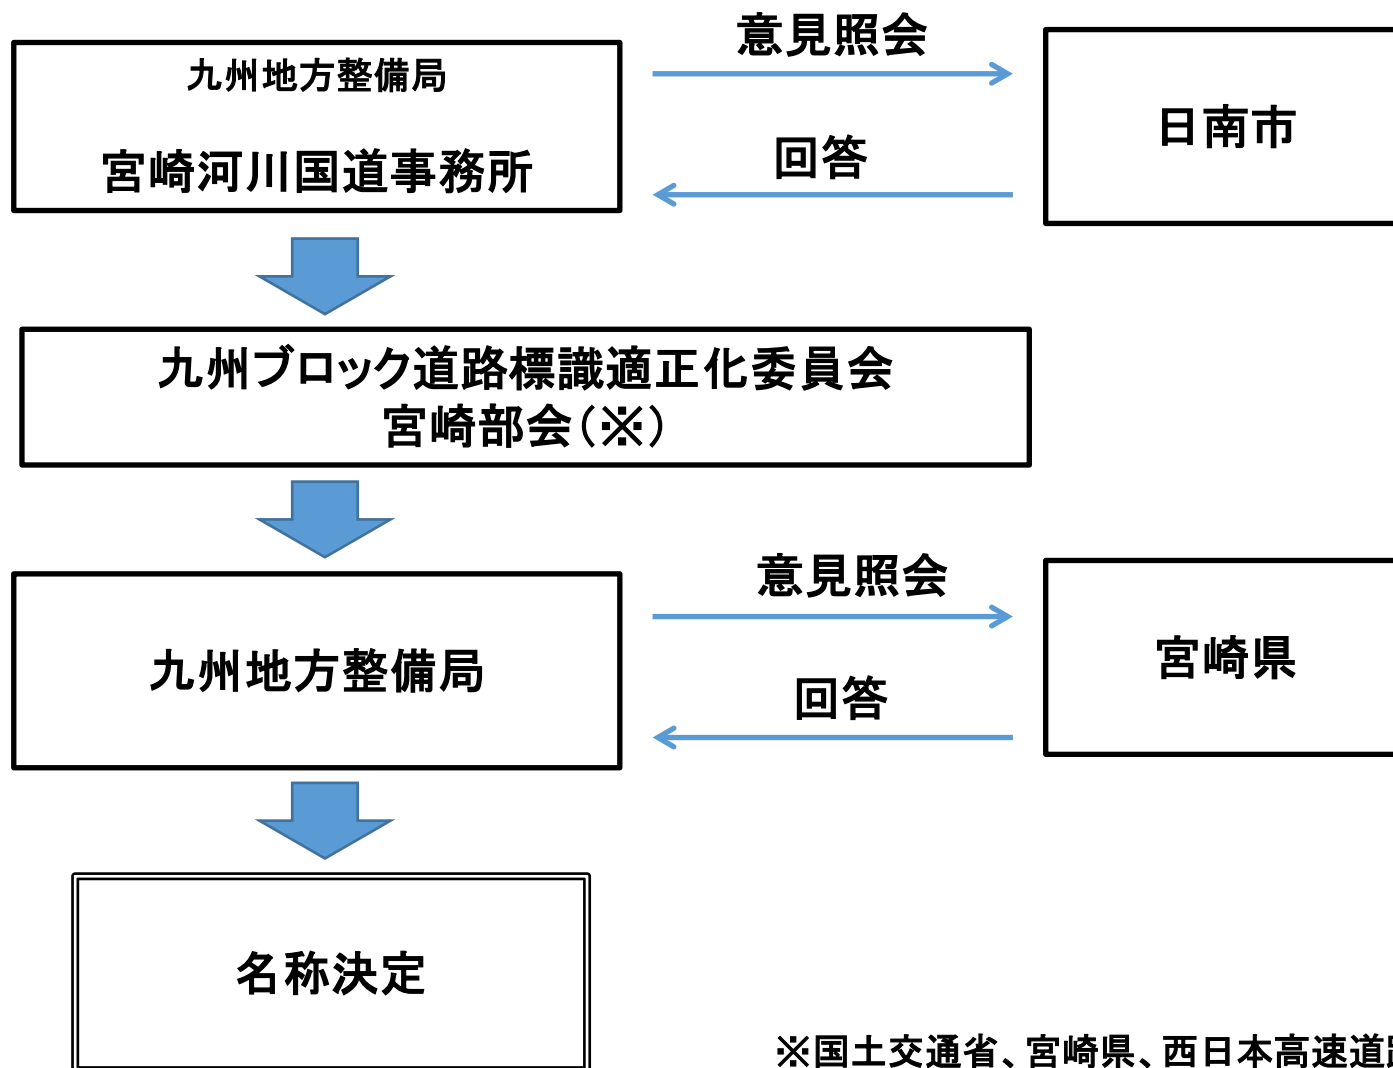 九州地方整備局
宮崎河川国道事務所
意見照会
回答
日南市
九州ブロック道路標識適正化委員会
宮崎部会(※)
九州地方整備局
意見照会
回答
宮崎県
名称決定
※国土交通省、宮崎県、西日本高速道路